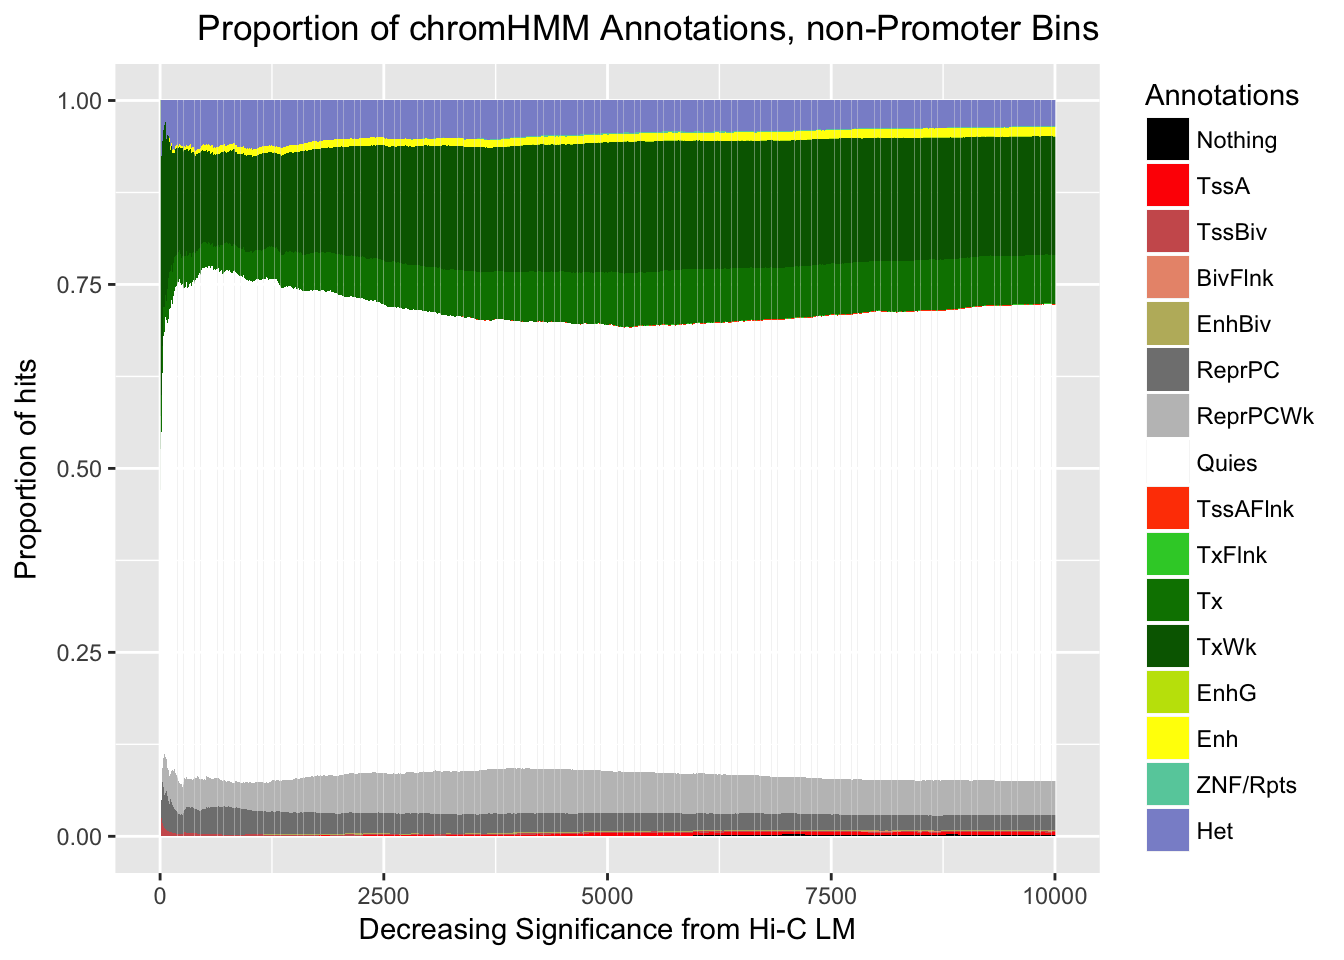 Proportion of chromHMM Annotations, non-Promoter Bins
Proportion of hits
1.00
0.75
0.50
0.25
0.00
0
2500
5000
7500
10000
Decreasing Significance from Hi-C LM
Annotations
Nothing
TssA
TssBiv
BivFlnk
EnhBiv
ReprPC
ReprPCWk
Quies
TssAFlnk
TxFlnk
Tx
TxWk
EnhG
Enh
ZNF/Rpts
Het